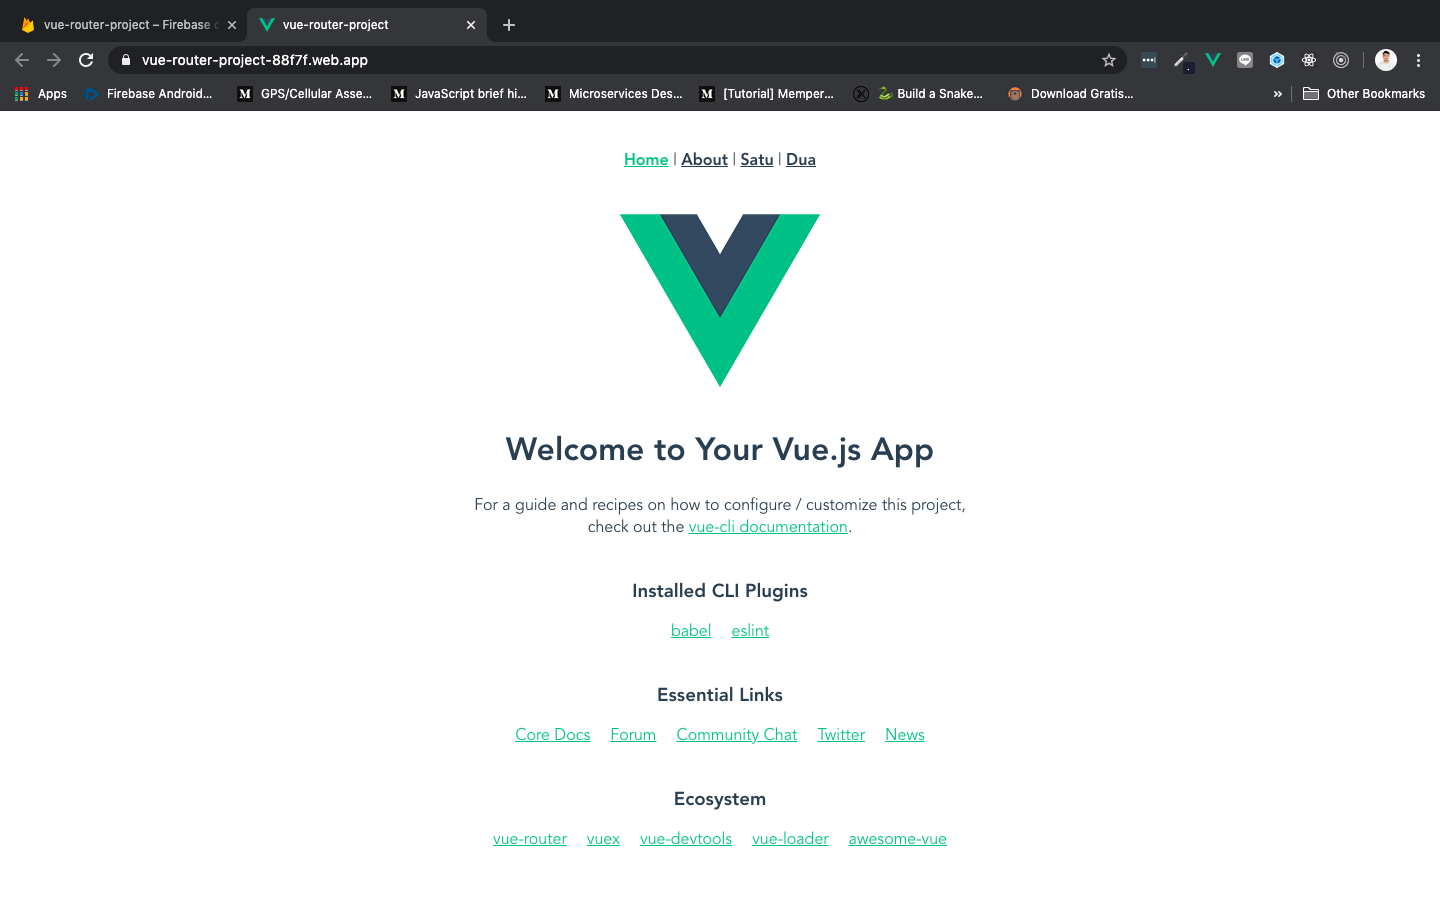 vue-router-project – Firebase
vue-router-project
vue-router-project-88f7f.web.app
Apps
Firebase Android...
GPS/Cellular Asse...
JavaScript brief hi...
Microservices Des...
[Tutorial] Memper...
Build a Snake...
Download Gratis...
»
Other Bookmarks
Home | About | Satu | Dua
Welcome to Your Vue.js App
For a guide and recipes on how to configure / customize this project,
check out the vue-cli documentation.
Installed CLI Plugins
babel eslint
Essential Links
Core Docs Forum Community Chat Twitter News
Ecosystem
vue-router vuex vue-devtools vue-loader awesome-vue